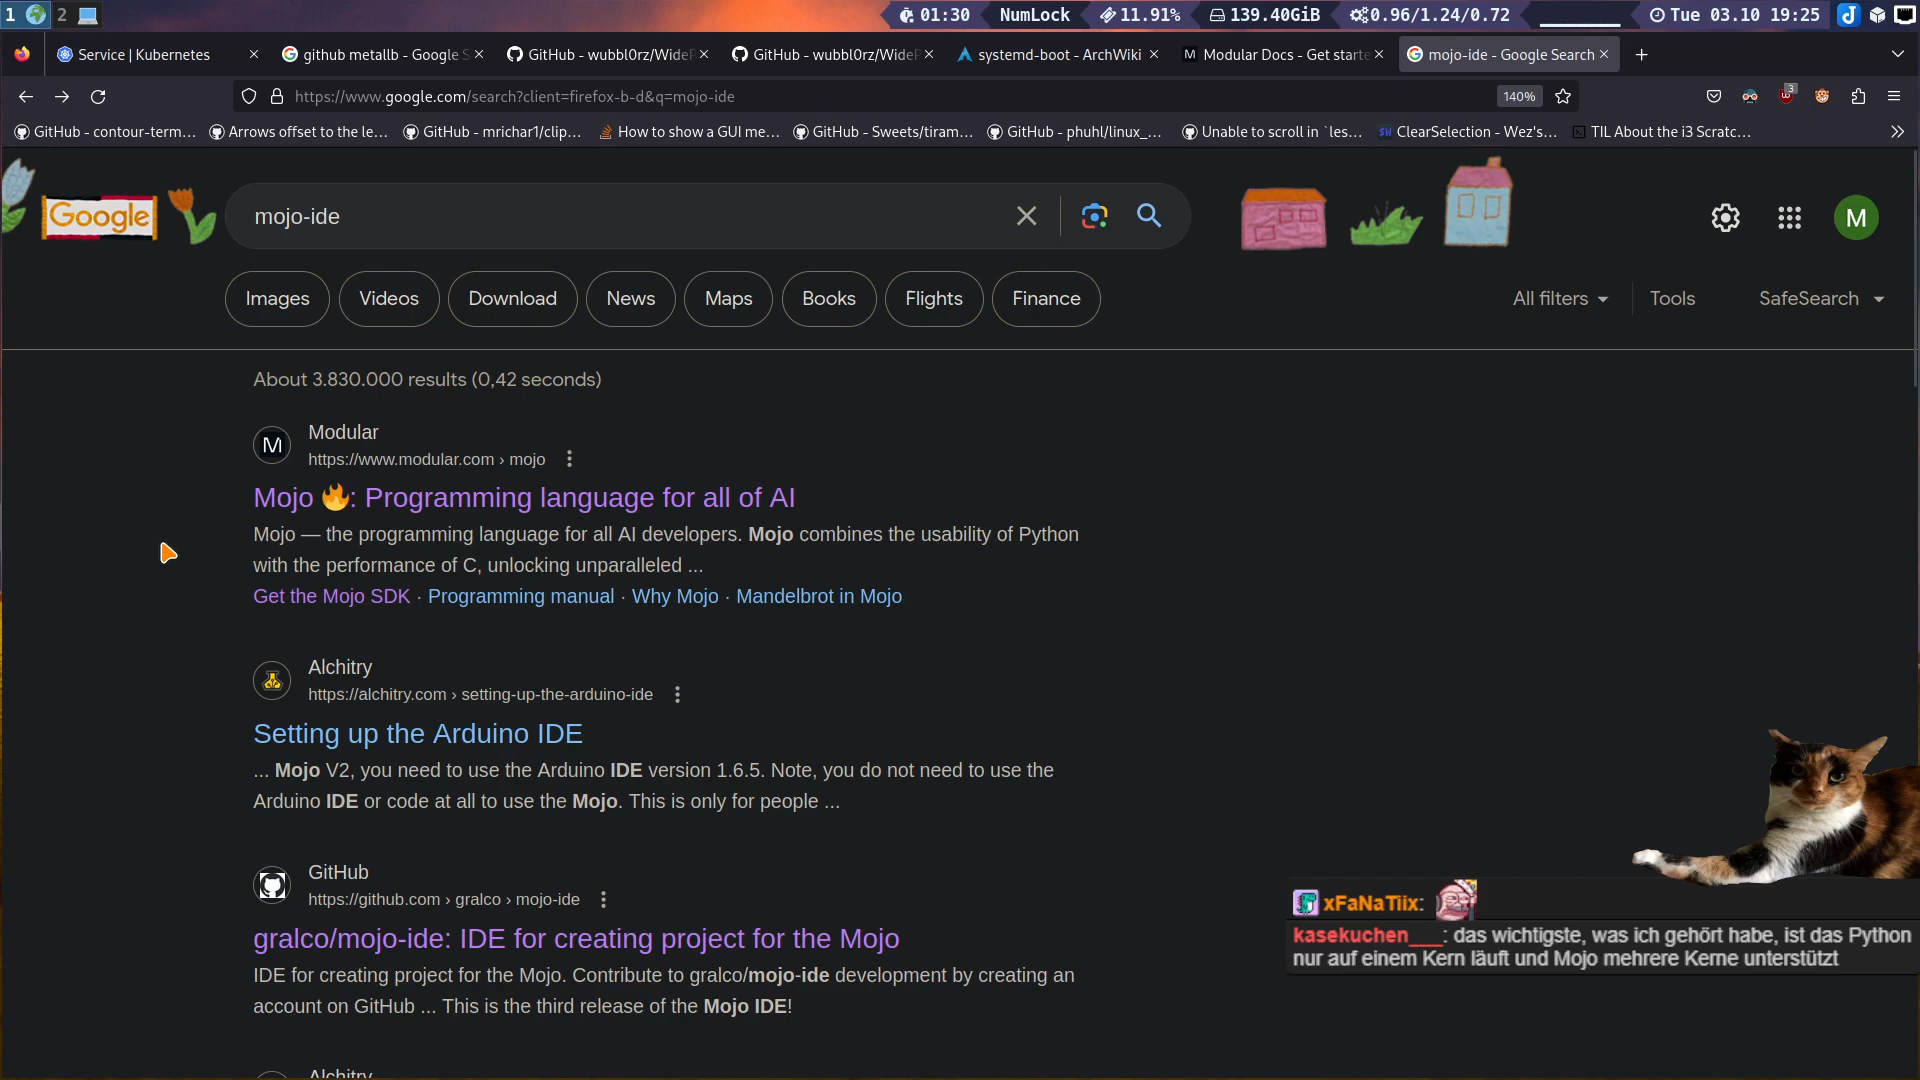 1 2 01:30 NumLock 11.91% 139.40GiB 0.96/1.24/0.72 Tue 03.10 19:25
Service | Kubernetes github metallb - Google S GitHub - wubbl0rz/WideF GitHub - wubbl0rz/WideF systemd-boot - ArchWiki Modular Docs - Get starte mojo-ide - Google Search
https://www.google.com/search?client=firefox-b-d&q=mojo-ide 140% 3
GitHub - contour-term... Arrows offset to the le... GitHub - mrichar1/clip... How to show a GUI me... GitHub - Sweets/tiram... GitHub - phuhl/linux_... Unable to scroll in `les... ClearSelection - Wez's... TIL About the i3 Scratc...
Google mojo-ide M
Images Videos Download News Maps Books Flights Finance All filters Tools SafeSearch
About 3.830.000 results (0,42 seconds)
M Modular
https://www.modular.com › mojo
Mojo 🔥: Programming language for all of AI
Mojo — the programming language for all AI developers. Mojo combines the usability of Python
with the performance of C, unlocking unparalleled ...
Get the Mojo SDK · Programming manual · Why Mojo · Mandelbrot in Mojo
Alchitry
https://alchitry.com › setting-up-the-arduino-ide
Setting up the Arduino IDE
... Mojo V2, you need to use the Arduino IDE version 1.6.5. Note, you do not need to use the
Arduino IDE or code at all to use the Mojo. This is only for people ...
GitHub
https://github.com › gralco › mojo-ide
gralco/mojo-ide: IDE for creating project for the Mojo
IDE for creating project for the Mojo. Contribute to gralco/mojo-ide development by creating an
account on GitHub ... This is the third release of the Mojo IDE!
Alchitry
xFaNaTiix:
kasekuchen___: das wichtigste, was ich gehört habe, ist das Python
nur auf einem Kern läuft und Mojo mehrere Kerne unterstützt